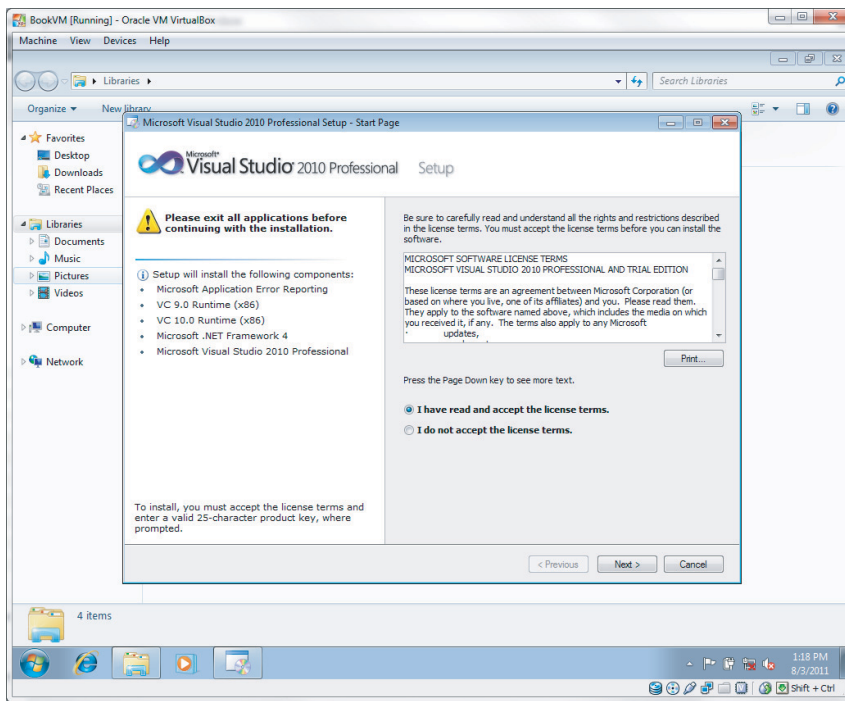 BookVM [Running] - Oracle VM VirtualBox
Machine View Devices Help
Libraries
Search Libraries
Organize
New library
Favorites
Desktop
Downloads
Recent Places
Libraries
Documents
Music
Pictures
Videos
Computer
Network
Microsoft Visual Studio 2010 Professional Setup - Start Page
Microsoft
Visual Studio 2010 Professional Setup
Please exit all applications before
continuing with the installation.
Setup will install the following components:
• Microsoft Application Error Reporting
• VC 9.0 Runtime (x86)
• VC 10.0 Runtime (x86)
• Microsoft .NET Framework 4
• Microsoft Visual Studio 2010 Professional
To install, you must accept the license terms and
enter a valid 25-character product key, where
prompted.
Be sure to carefully read and understand all the rights and restrictions described
in the license terms. You must accept the license terms before you can install the
software.
MICROSOFT SOFTWARE LICENSE TERMS
MICROSOFT VISUAL STUDIO 2010 PROFESSIONAL AND TRIAL EDITION
These license terms are an agreement between Microsoft Corporation (or
based on where you live, one of its affiliates) and you. Please read them.
They apply to the software named above, which includes the media on which
you received it, if any. The terms also apply to any Microsoft
· updates,
Print...
Press the Page Down key to see more text.
I have read and accept the license terms.
I do not accept the license terms.
< Previous
Next >
Cancel
4 items
1:18 PM
8/3/2011
Shift + Ctrl